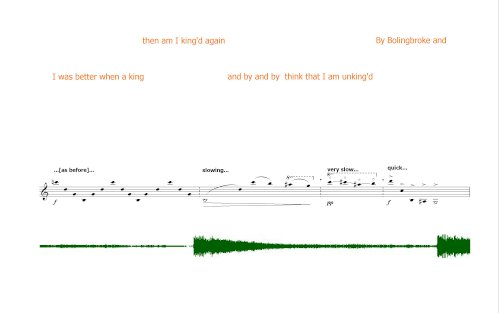 then am I king'd again
By Bolingbroke and
I was better when a king
and by and by think that I am unking'd
...[as before]...
slowing...
very slow...
quick...
f
pp
f